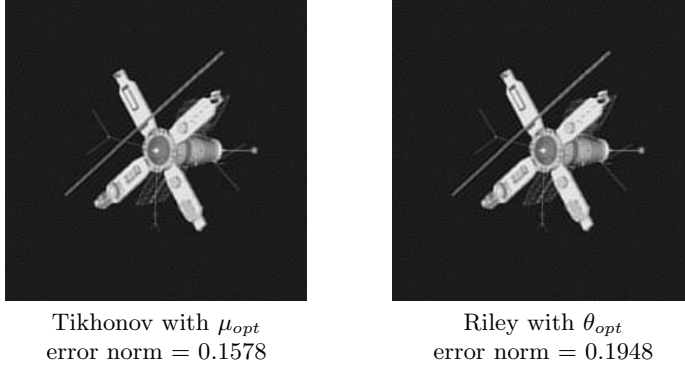 Tikhonov with μ_opt
error norm = 0.1578
Riley with θ_opt
error norm = 0.1948